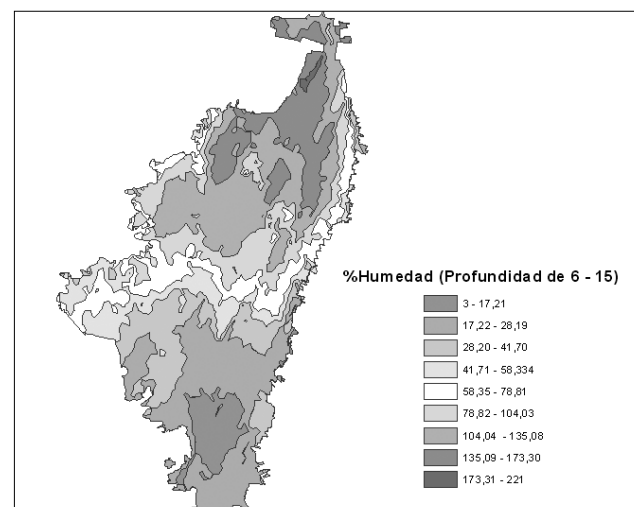 %Humedad (Profundidad de 6 - 15)
3 - 17,21
17,22 - 28,19
28,20 - 41,70
41,71 - 58,334
58,35 - 78,81
78,82 - 104,03
104,04 - 135,08
135,09 - 173,30
173,31 - 221